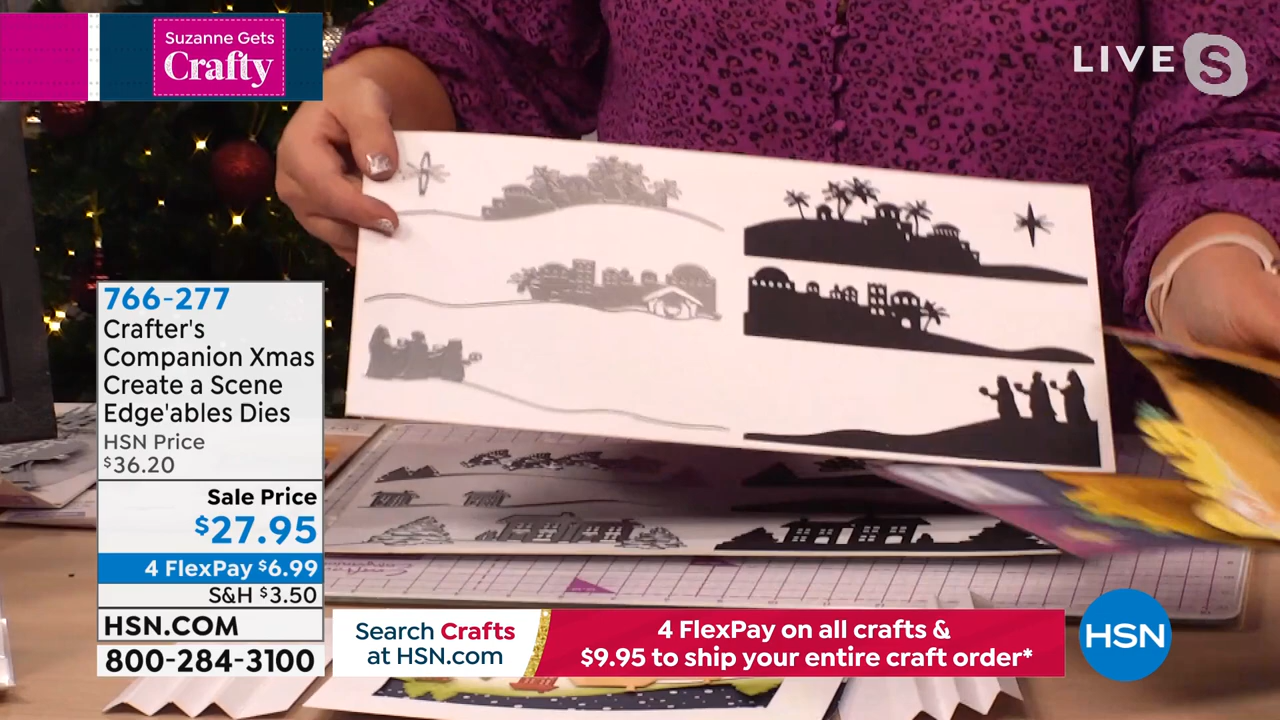 Suzanne Gets
Crafty
LIVE S
766-277
Crafter's
Companion Xmas
Create a Scene
Edge'ables Dies
HSN Price
$36.20
Sale Price
$27.95
4 FlexPay $6.99
S&H $3.50
HSN.COM
800-284-3100
Search Crafts
at HSN.com
4 FlexPay on all crafts &
$9.95 to ship your entire craft order*
HSN